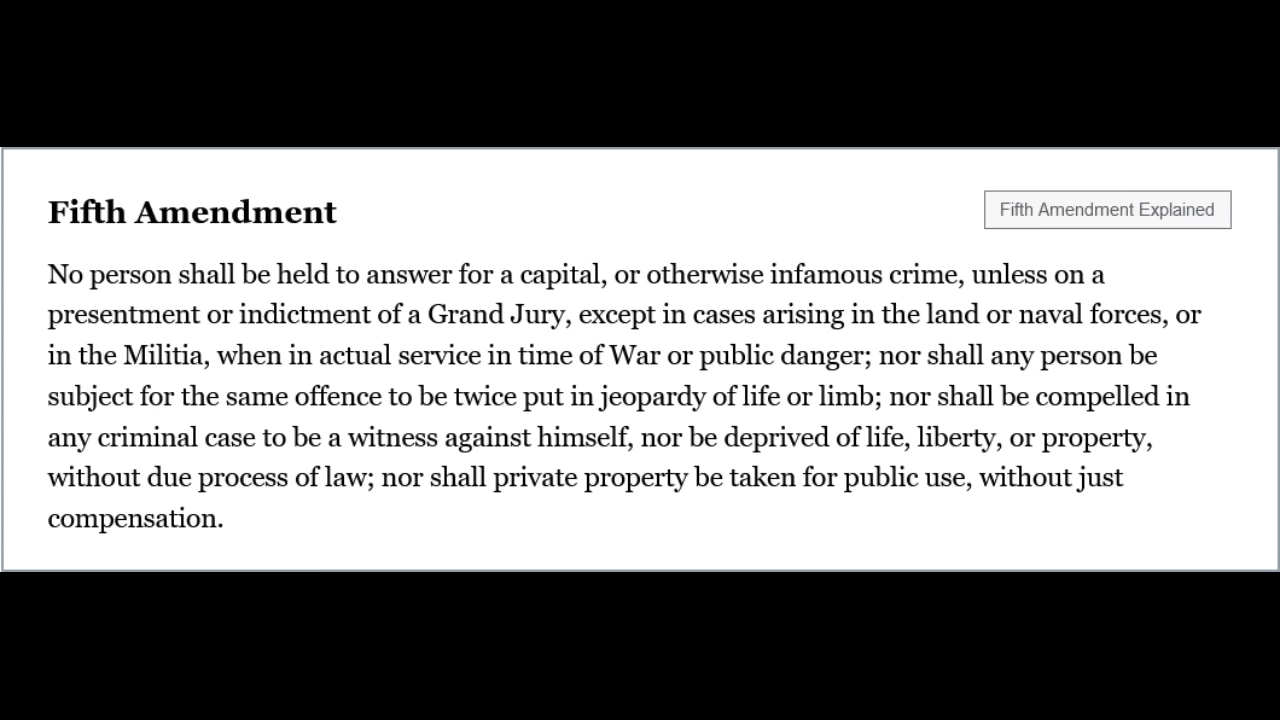 Fifth Amendment
Fifth Amendment Explained
No person shall be held to answer for a capital, or otherwise infamous crime, unless on a
presentment or indictment of a Grand Jury, except in cases arising in the land or naval forces, or
in the Militia, when in actual service in time of War or public danger; nor shall any person be
subject for the same offence to be twice put in jeopardy of life or limb; nor shall be compelled in
any criminal case to be a witness against himself, nor be deprived of life, liberty, or property,
without due process of law; nor shall private property be taken for public use, without just
compensation.